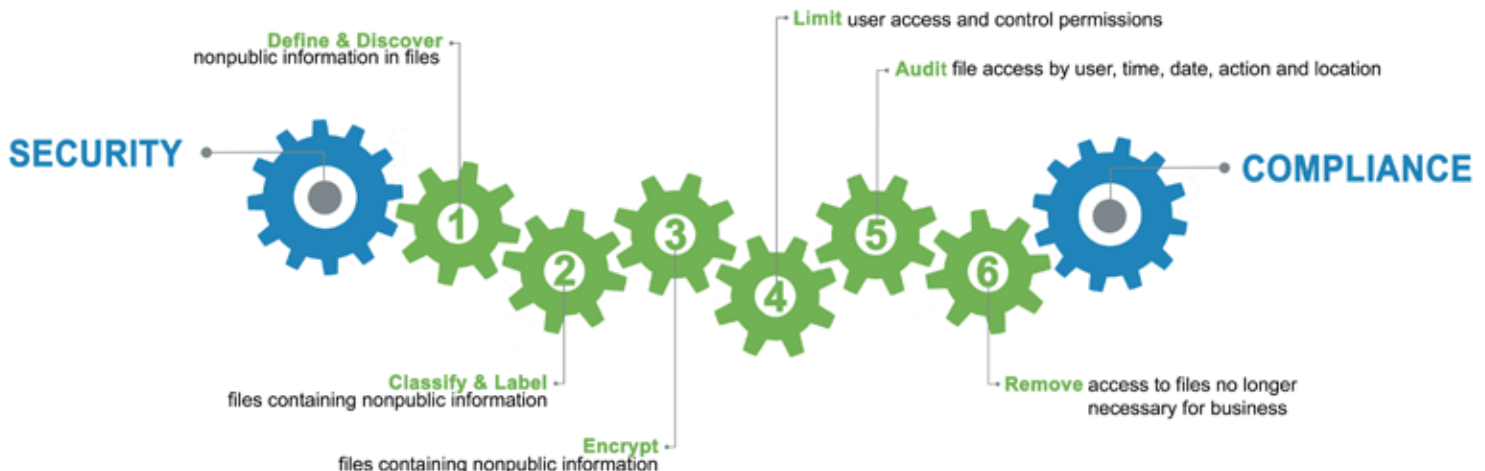 SECURITY
Define & Discover
nonpublic information in files
1
Classify & Label
files containing nonpublic information
2
Encrypt
files containing nonpublic information
3
Limit user access and control permissions
4
Audit file access by user, time, date, action and location
5
Remove access to files no longer
necessary for business
6
COMPLIANCE